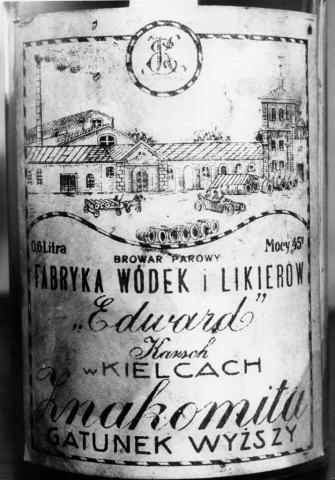 0,6 Litra
Mocy 45°
BROWAR PAROWY
FABRYKA WÓDEK i LIKIERÓW
„Edward"
Karsch
w KIELCACH
Znakomita
GATUNEK WYŻSZY